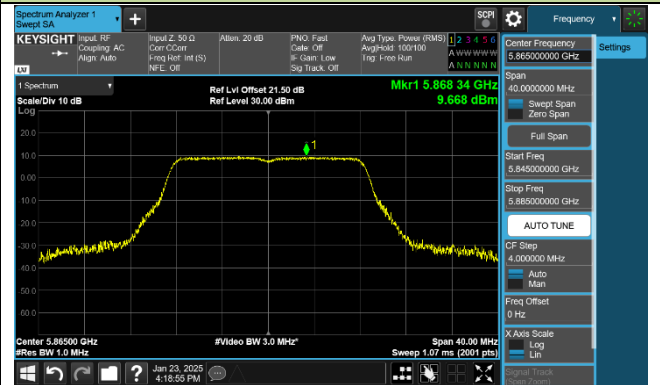 Spectrum Analyzer 1
Swept SA
SCPI
Frequency
KEYSIGHT
Input: RF
Coupling: AC
Align: Auto
Input Z: 50 Ω
Corr CCorr
Freq Ref: Int (S)
NFE: Off
Atten: 20 dB
PNO: Fast
Gate: Off
IF Gain: Low
Sig Track: Off
Avg Type: Power (RMS)
Avg|Hold: 100/100
Trig: Free Run
1 2 3 4 5 6
A W W W W W
A N N N N N
LXI
1 Spectrum
Scale/Div 10 dB
Log
Ref Lvl Offset 21.50 dB
Ref Level 30.00 dBm
Mkr1 5.868 34 GHz
9.668 dBm
1
20.0
10.0
0.00
-10.0
-20.0
-30.0
-40.0
-50.0
-60.0
Center 5.86500 GHz
#Res BW 1.0 MHz
#Video BW 3.0 MHz*
Span 40.00 MHz
Sweep 1.07 ms (2001 pts)
Jan 23, 2025
4:18:55 PM
Center Frequency
5.865000000 GHz
Settings
Span
40.0000000 MHz
Swept Span
Zero Span
Full Span
Start Freq
5.845000000 GHz
Stop Freq
5.885000000 GHz
AUTO TUNE
CF Step
4.000000 MHz
Auto
Man
Freq Offset
0 Hz
X Axis Scale
Log
Lin
Signal Track
(Span Zoom)